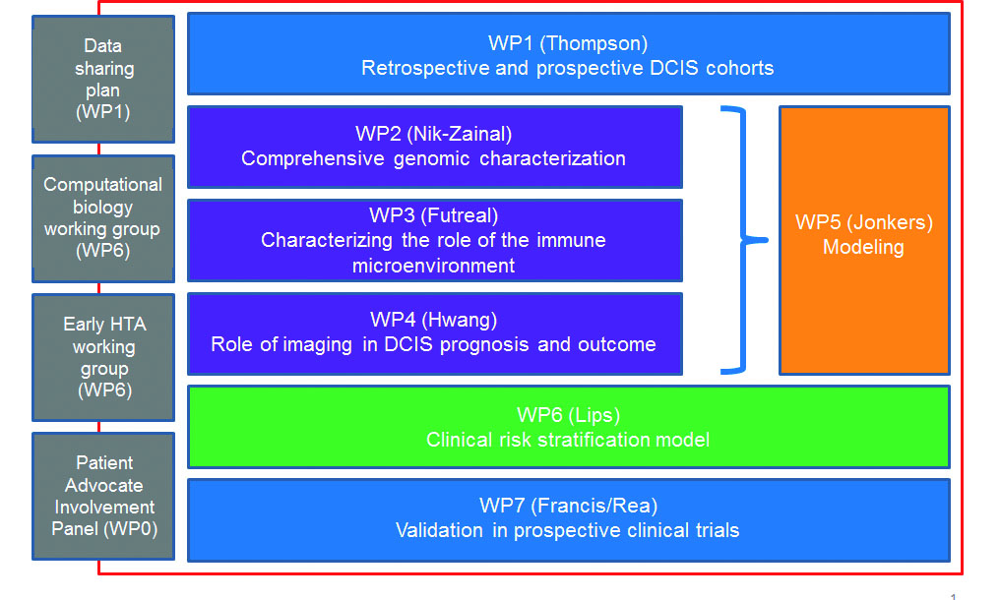 Data
sharing
plan
(WP1)
Computational
biology
working group
(WP6)
Early HTA
working
group
(WP6)
Patient
Advocate
Involvement
Panel (WP0)
WP1 (Thompson)
Retrospective and prospective DCIS cohorts
WP2 (Nik-Zainal)
Comprehensive genomic characterization
WP3 (Futreal)
Characterizing the role of the immune
microenvironment
WP4 (Hwang)
Role of imaging in DCIS prognosis and outcome
WP5 (Jonkers)
Modeling
WP6 (Lips)
Clinical risk stratification model
WP7 (Francis/Rea)
Validation in prospective clinical trials
1